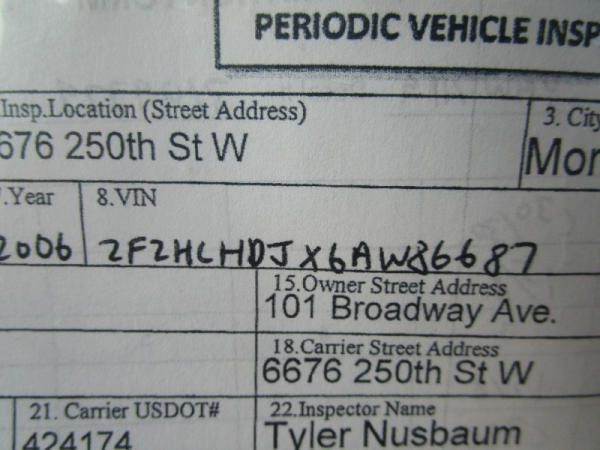 PERIODIC VEHICLE INSP
Insp.Location (Street Address)
3. City
676 250th St W
Mor
.Year
8.VIN
2006
2F2HCHDJX6AW86687
15.Owner Street Address
101 Broadway Ave.
18.Carrier Street Address
6676 250th St W
21. Carrier USDOT#
22.Inspector Name
424174
Tyler Nusbaum